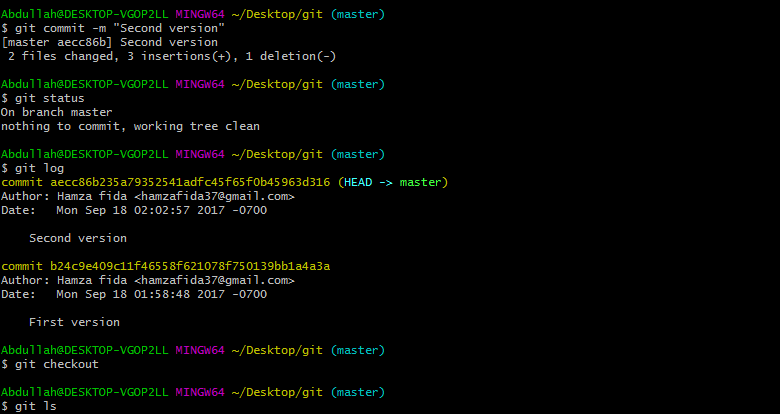 Abdullah@DESKTOP-VGOP2LL MINGW64 ~/Desktop/git (master)
$ git commit -m "Second version"
[master aecc86b] Second version
 2 files changed, 3 insertions(+), 1 deletion(-)
Abdullah@DESKTOP-VGOP2LL MINGW64 ~/Desktop/git (master)
$ git status
On branch master
nothing to commit, working tree clean
Abdullah@DESKTOP-VGOP2LL MINGW64 ~/Desktop/git (master)
$ git log
commit aecc86b235a79352541adfc45f65f0b45963d316 (HEAD -> master)
Author: Hamza fida <hamzafida37@gmail.com>
Date:   Mon Sep 18 02:02:57 2017 -0700
    Second version
commit b24c9e409c11f46558f621078f750139bb1a4a3a
Author: Hamza fida <hamzafida37@gmail.com>
Date:   Mon Sep 18 01:58:48 2017 -0700
    First version
Abdullah@DESKTOP-VGOP2LL MINGW64 ~/Desktop/git (master)
$ git checkout
Abdullah@DESKTOP-VGOP2LL MINGW64 ~/Desktop/git (master)
$ git ls